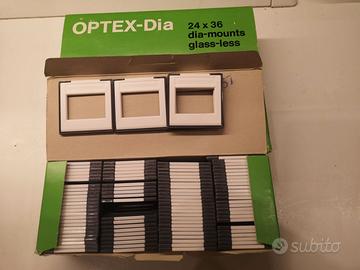 OPTEX-Dia
24 x 36
dia-mounts
glass-less
subito